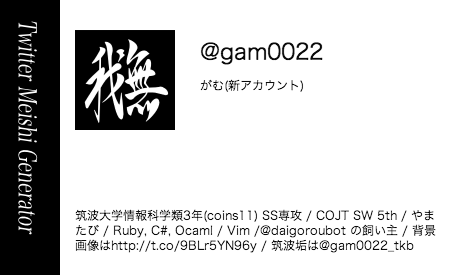 Twitter Meishi Generator
我無
@gam0022
がむ(新アカウント)
筑波大学情報科学類3年(coins11) SS専攻 / COJT SW 5th / やま
たび / Ruby, C#, Ocaml / Vim /@daigoroubot の飼い主 / 背景
画像はhttp://t.co/9BLr5YN96y / 筑波垢は@gam0022_tkb